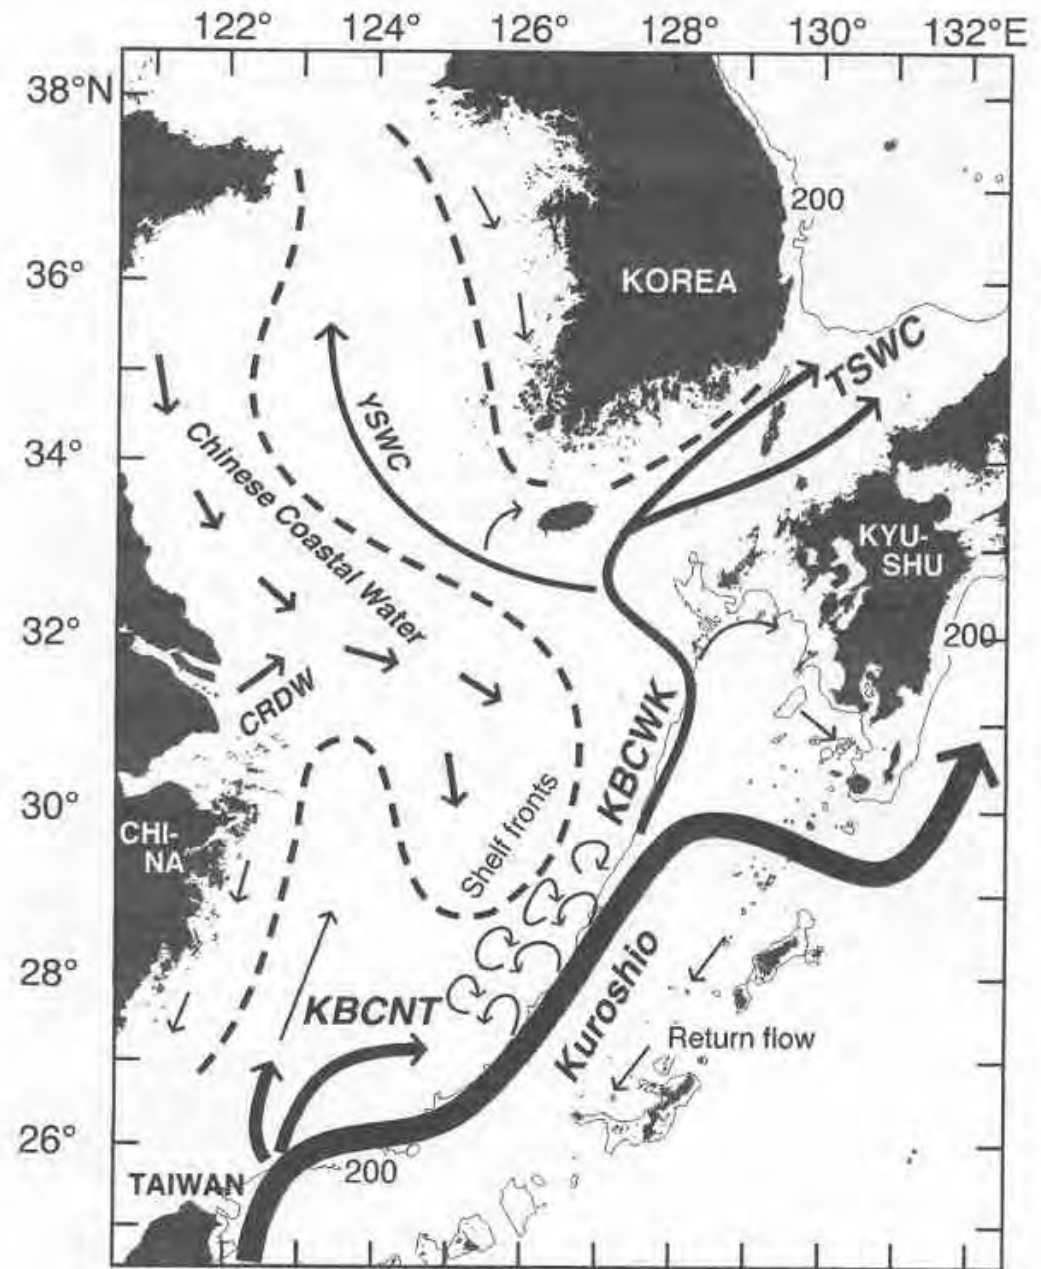 122° 124° 126° 128° 130° 132°E
38°N
200
36°
KOREA
TSWC
YSWC
34°
Chinese Coastal Water
KYU-
SHU
32°
200
CRDW
KBCWK
30°
CHI-
NA
Shelf fronts
28°
KBCNT
Kuroshio
Return flow
26°
200
TAIWAN